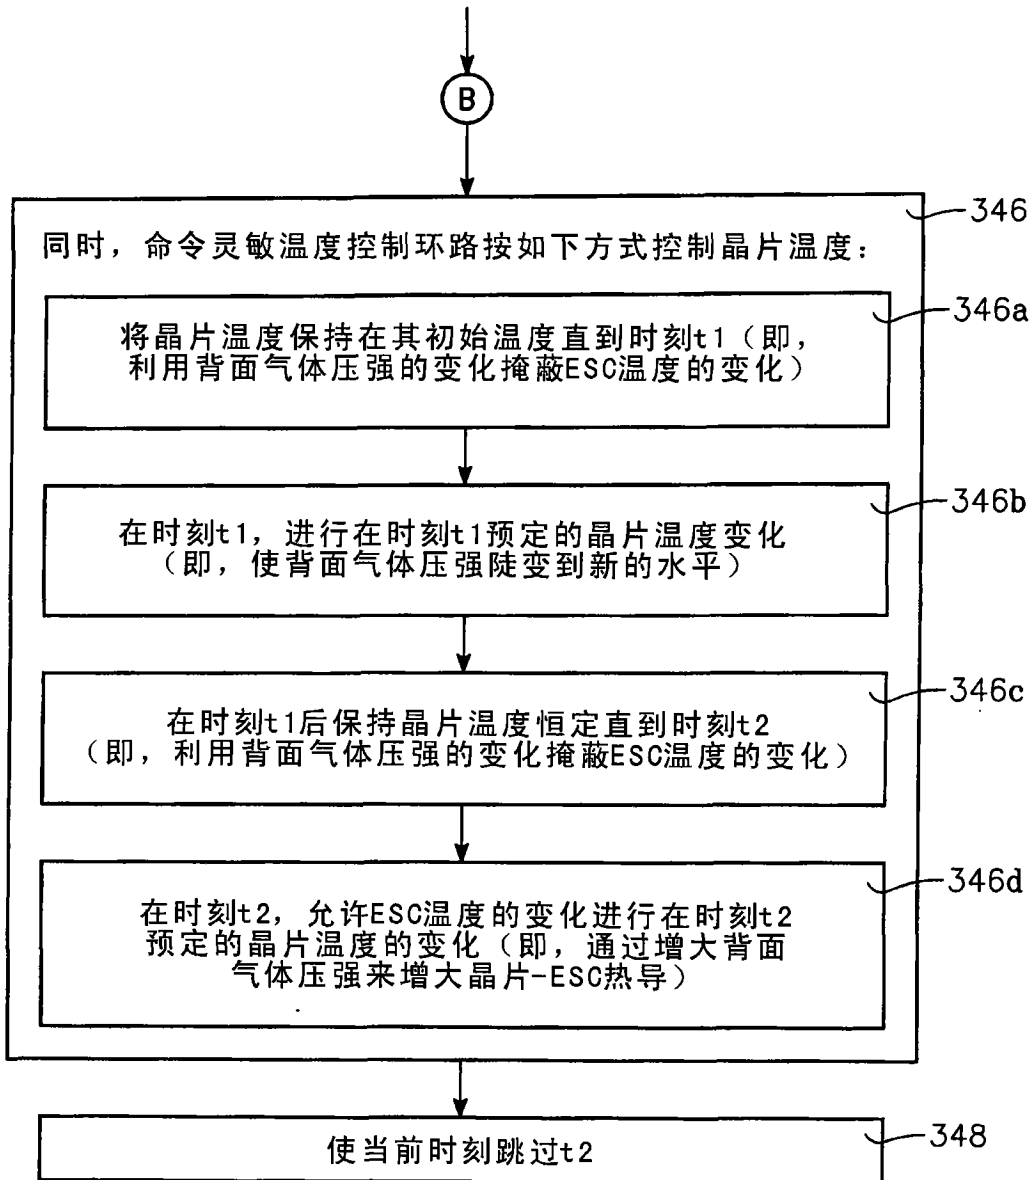 B
346
同时，命令灵敏温度控制环路按如下方式控制晶片温度：
346a
将晶片温度保持在其初始温度直到时刻t1（即，
利用背面气体压强的变化掩蔽ESC温度的变化）
346b
在时刻t1，进行在时刻t1预定的晶片温度变化
（即，使背面气体压强陡变到新的水平）
346c
在时刻t1后保持晶片温度恒定直到时刻t2
（即，利用背面气体压强的变化掩蔽ESC温度的变化）
346d
在时刻t2，允许ESC温度的变化进行在时刻t2
预定的晶片温度的变化（即，通过增大背面
气体压强来增大晶片-ESC热导）
348
使当前时刻跳过t2